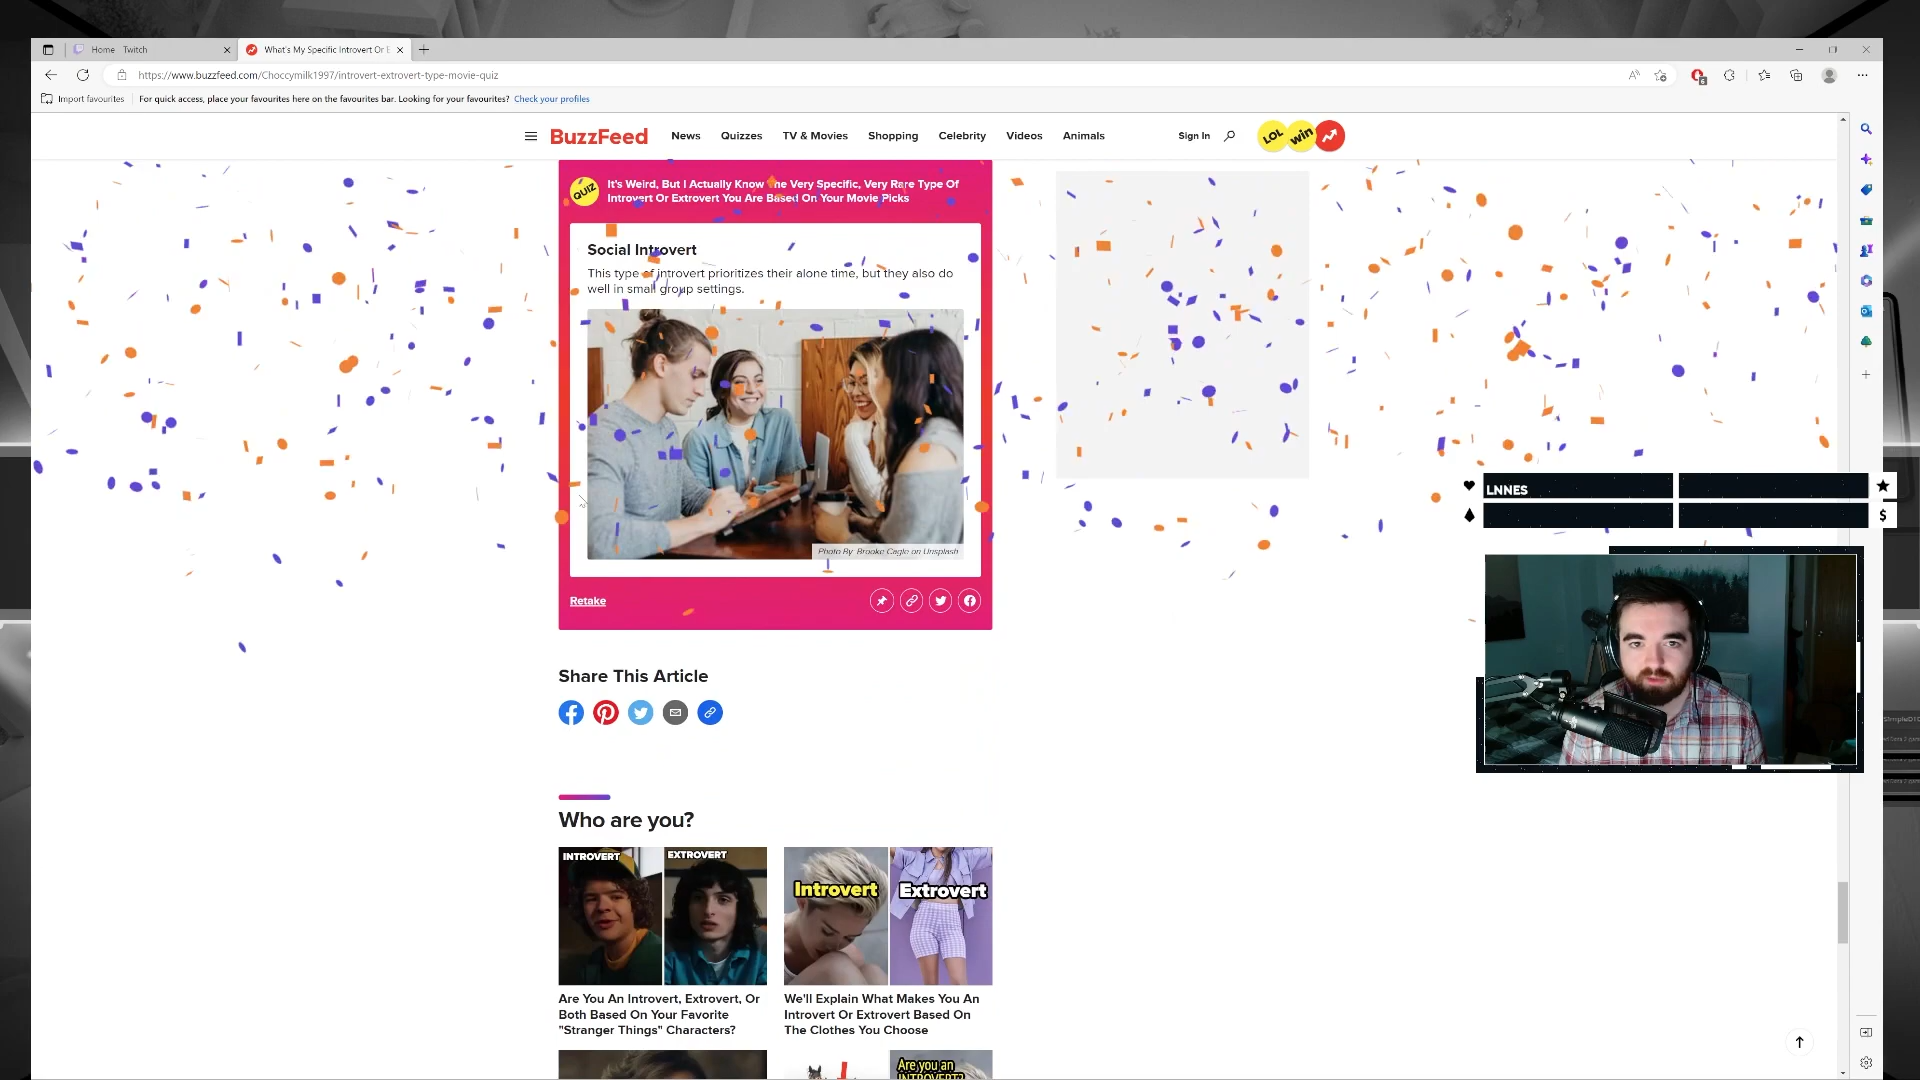 Home Twitch
What's My Specific Introvert Or E
https://www.buzzfeed.com/Choccymilk1997/introvert-extrovert-type-movie-quiz
Import favourites
For quick access, place your favourites here on the favourites bar. Looking for your favourites? Check your profiles
BuzzFeed
News
Quizzes
TV & Movies
Shopping
Celebrity
Videos
Animals
Sign In
LOL
win
QUIZ
It's Weird, But I Actually Know The Very Specific, Very Rare Type Of
Introvert Or Extrovert You Are Based On Your Movie Picks
Social Introvert
This type of introvert prioritizes their alone time, but they also do
well in small group settings.
Photo By Brooke Cagle on Unsplash
Retake
LNNES
$
Share This Article
Who are you?
INTROVERT
EXTROVERT
Introvert
Extrovert
Are You An Introvert, Extrovert, Or
Both Based On Your Favorite
"Stranger Things" Characters?
We'll Explain What Makes You An
Introvert Or Extrovert Based On
The Clothes You Choose
Are you an
INTROVERT?